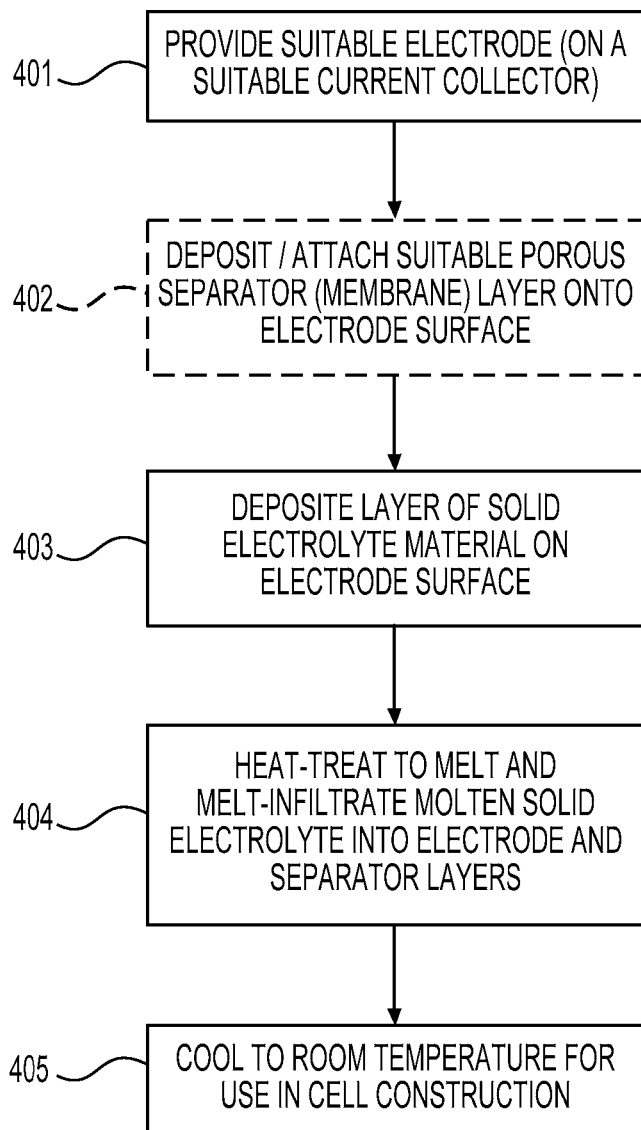 401
PROVIDE SUITABLE ELECTRODE (ON A
SUITABLE CURRENT COLLECTOR)
402
DEPOSIT / ATTACH SUITABLE POROUS
SEPARATOR (MEMBRANE) LAYER ONTO
ELECTRODE SURFACE
403
DEPOSITE LAYER OF SOLID
ELECTROLYTE MATERIAL ON
ELECTRODE SURFACE
404
HEAT-TREAT TO MELT AND
MELT-INFILTRATE MOLTEN SOLID
ELECTROLYTE INTO ELECTRODE AND
SEPARATOR LAYERS
405
COOL TO ROOM TEMPERATURE FOR
USE IN CELL CONSTRUCTION